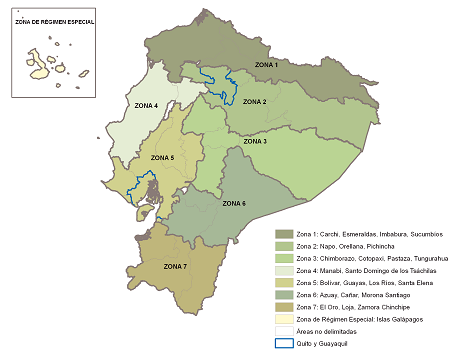 ZONA DE RÉGIMEN ESPECIAL
ZONA 1
ZONA 2
ZONA 4
ZONA 3
ZONA 5
ZONA 6
ZONA 7
Zona 1: Carchi, Esmeraldas, Imbabura, Sucumbios
Zona 2: Napo, Orellana, Pichincha
Zona 3: Chimborazo, Cotopaxi, Pastaza, Tungurahua
Zona 4: Manabí, Santo Domingo de los Tsáchilas
Zona 5: Bolívar, Guayas, Los Ríos, Santa Elena
Zona 6: Azuay, Cañar, Morona Santiago
Zona 7: El Oro, Loja, Zamora Chinchipe
Zona de Régimen Especial: Islas Galápagos
Áreas no delimitadas
Quito y Guayaquil